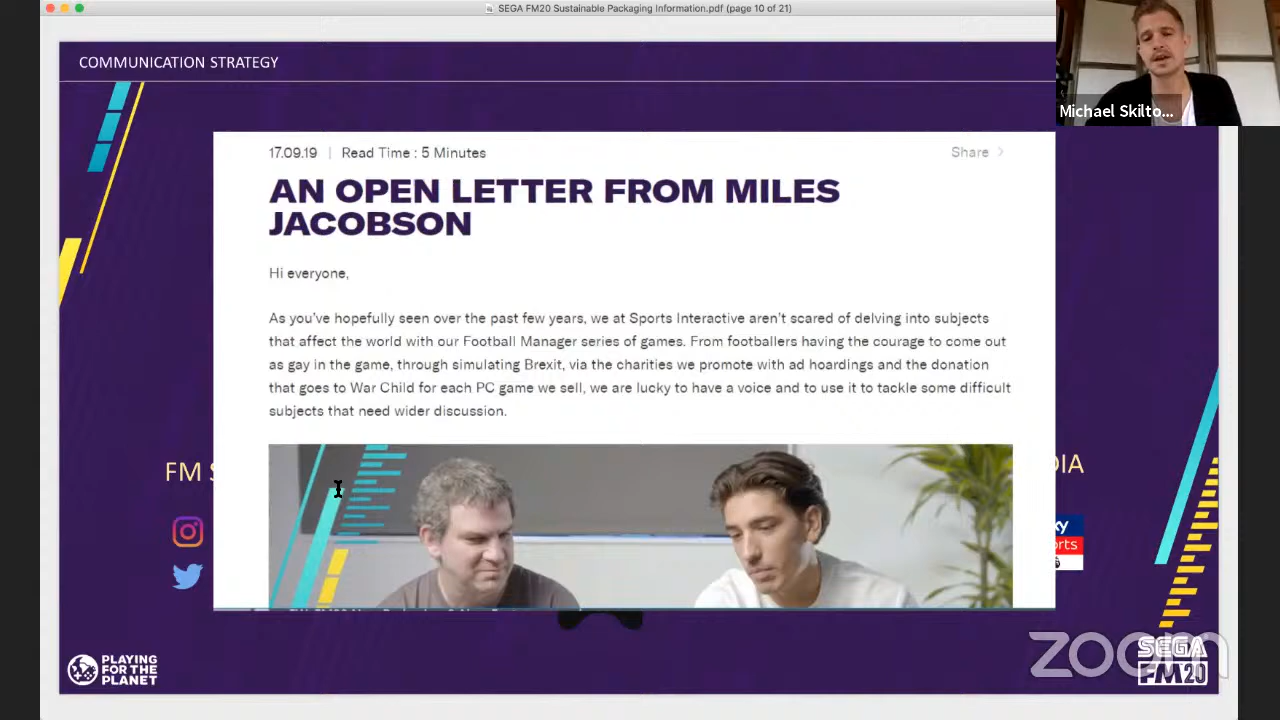 SEGA FM20 Sustainable Packaging Information.pdf (page 10 of 21)
COMMUNICATION STRATEGY
Michael Skilto...
17.09.19 | Read Time : 5 Minutes
Share
AN OPEN LETTER FROM MILES
JACOBSON
Hi everyone,
As you've hopefully seen over the past few years, we at Sports Interactive aren't scared of delving into subjects
that affect the world with our Football Manager series of games. From footballers having the courage to come out
as gay in the game, through simulating Brexit, via the charities we promote with ad hoardings and the donation
that goes to War Child for each PC game we sell, we are lucky to have a voice and to use it to tackle some difficult
subjects that need wider discussion.
FM S
DIA
ky
orts
PLAYING
FOR THE
PLANET
zoom
SEGA
FM20